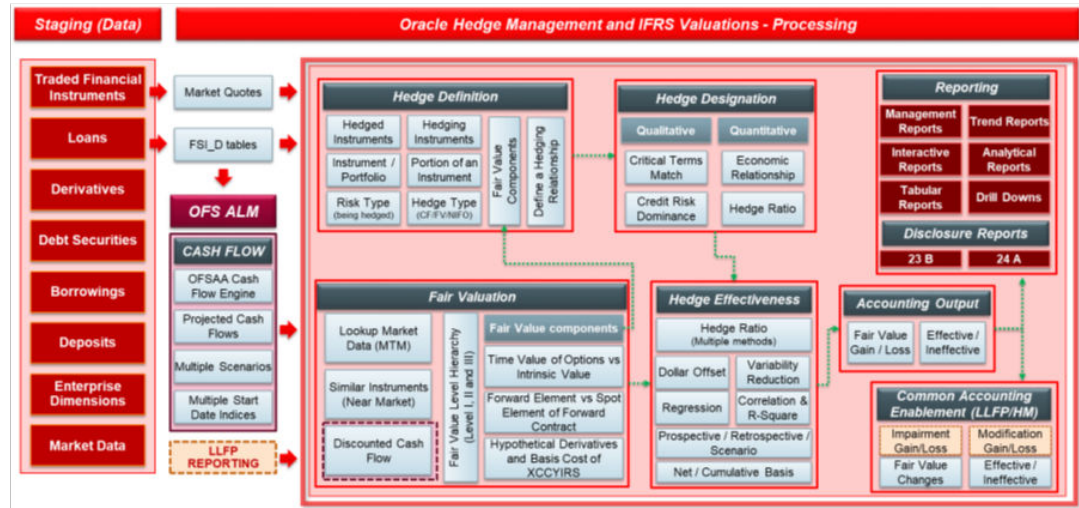 Staging (Data)
Oracle Hedge Management and IFRS Valuations - Processing
Traded Financial
Instruments
Loans
Derivatives
Debt Securities
Borrowings
Deposits
Enterprise
Dimensions
Market Data
Market Quotes
FSI_D tables
OFS ALM
CASH FLOW
OFSAA Cash
Flow Engine
Projected Cash
Flows
Multiple Scenarios
Multiple Start
Date Indices
LLFP
REPORTING
Hedge Definition
Hedged
Instruments
Hedging
Instruments
Instrument /
Portfolio
Portion of an
Instrument
Risk Type
(being hedged)
Hedge Type
(CF/FV/NIFO)
Fair Value
Components
Define a Hedging
Relationship
Hedge Designation
Qualitative
Quantitative
Critical Terms
Match
Economic
Relationship
Credit Risk
Dominance
Hedge Ratio
Reporting
Management
Reports
Trend Reports
Interactive
Reports
Analytical
Reports
Tabular
Reports
Drill Downs
Disclosure Reports
23 B
24 A
Fair Valuation
Lookup Market
Data (MTM)
Similar Instruments
(Near Market)
Discounted Cash
Flow
Fair Value Level Hierarchy
(Level I, II and III)
Fair Value components
Time Value of Options vs
Intrinsic Value
Forward Element vs Spot
Element of Forward
Contract
Hypothetical Derivatives
and Basis Cost of
XCCYIRS
Hedge Effectiveness
Hedge Ratio
(Multiple methods)
Dollar Offset
Variability
Reduction
Regression
Correlation &
R-Square
Prospective / Retrospective /
Scenario
Net / Cumulative Basis
Accounting Output
Fair Value
Gain / Loss
Effective /
Ineffective
Common Accounting
Enablement (LLFP/HM)
Impairment
Gain/Loss
Modification
Gain/Loss
Fair Value
Changes
Effective /
Ineffective